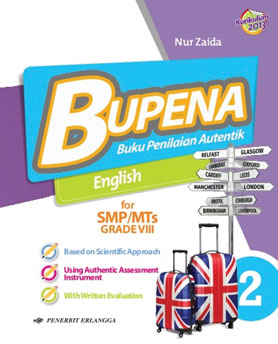 Nur Zaida
Kurikulum
2013
BUPENA
Buku Penilaian Autentik
English
for
SMP/MTs
GRADE VIII
BELFAST
GLASGOW
CAMBRIDGE
OXFORD
CARDIFF
LEEDS
MANCHESTER
LONDON
BRISTOL
EDINBURGH
BIRMINGHAM
LIVERPOOL
Based on Scientific Approach
Using Authentic Assessment
Instrument
With Written Evaluation
2
PENERBIT ERLANGGA